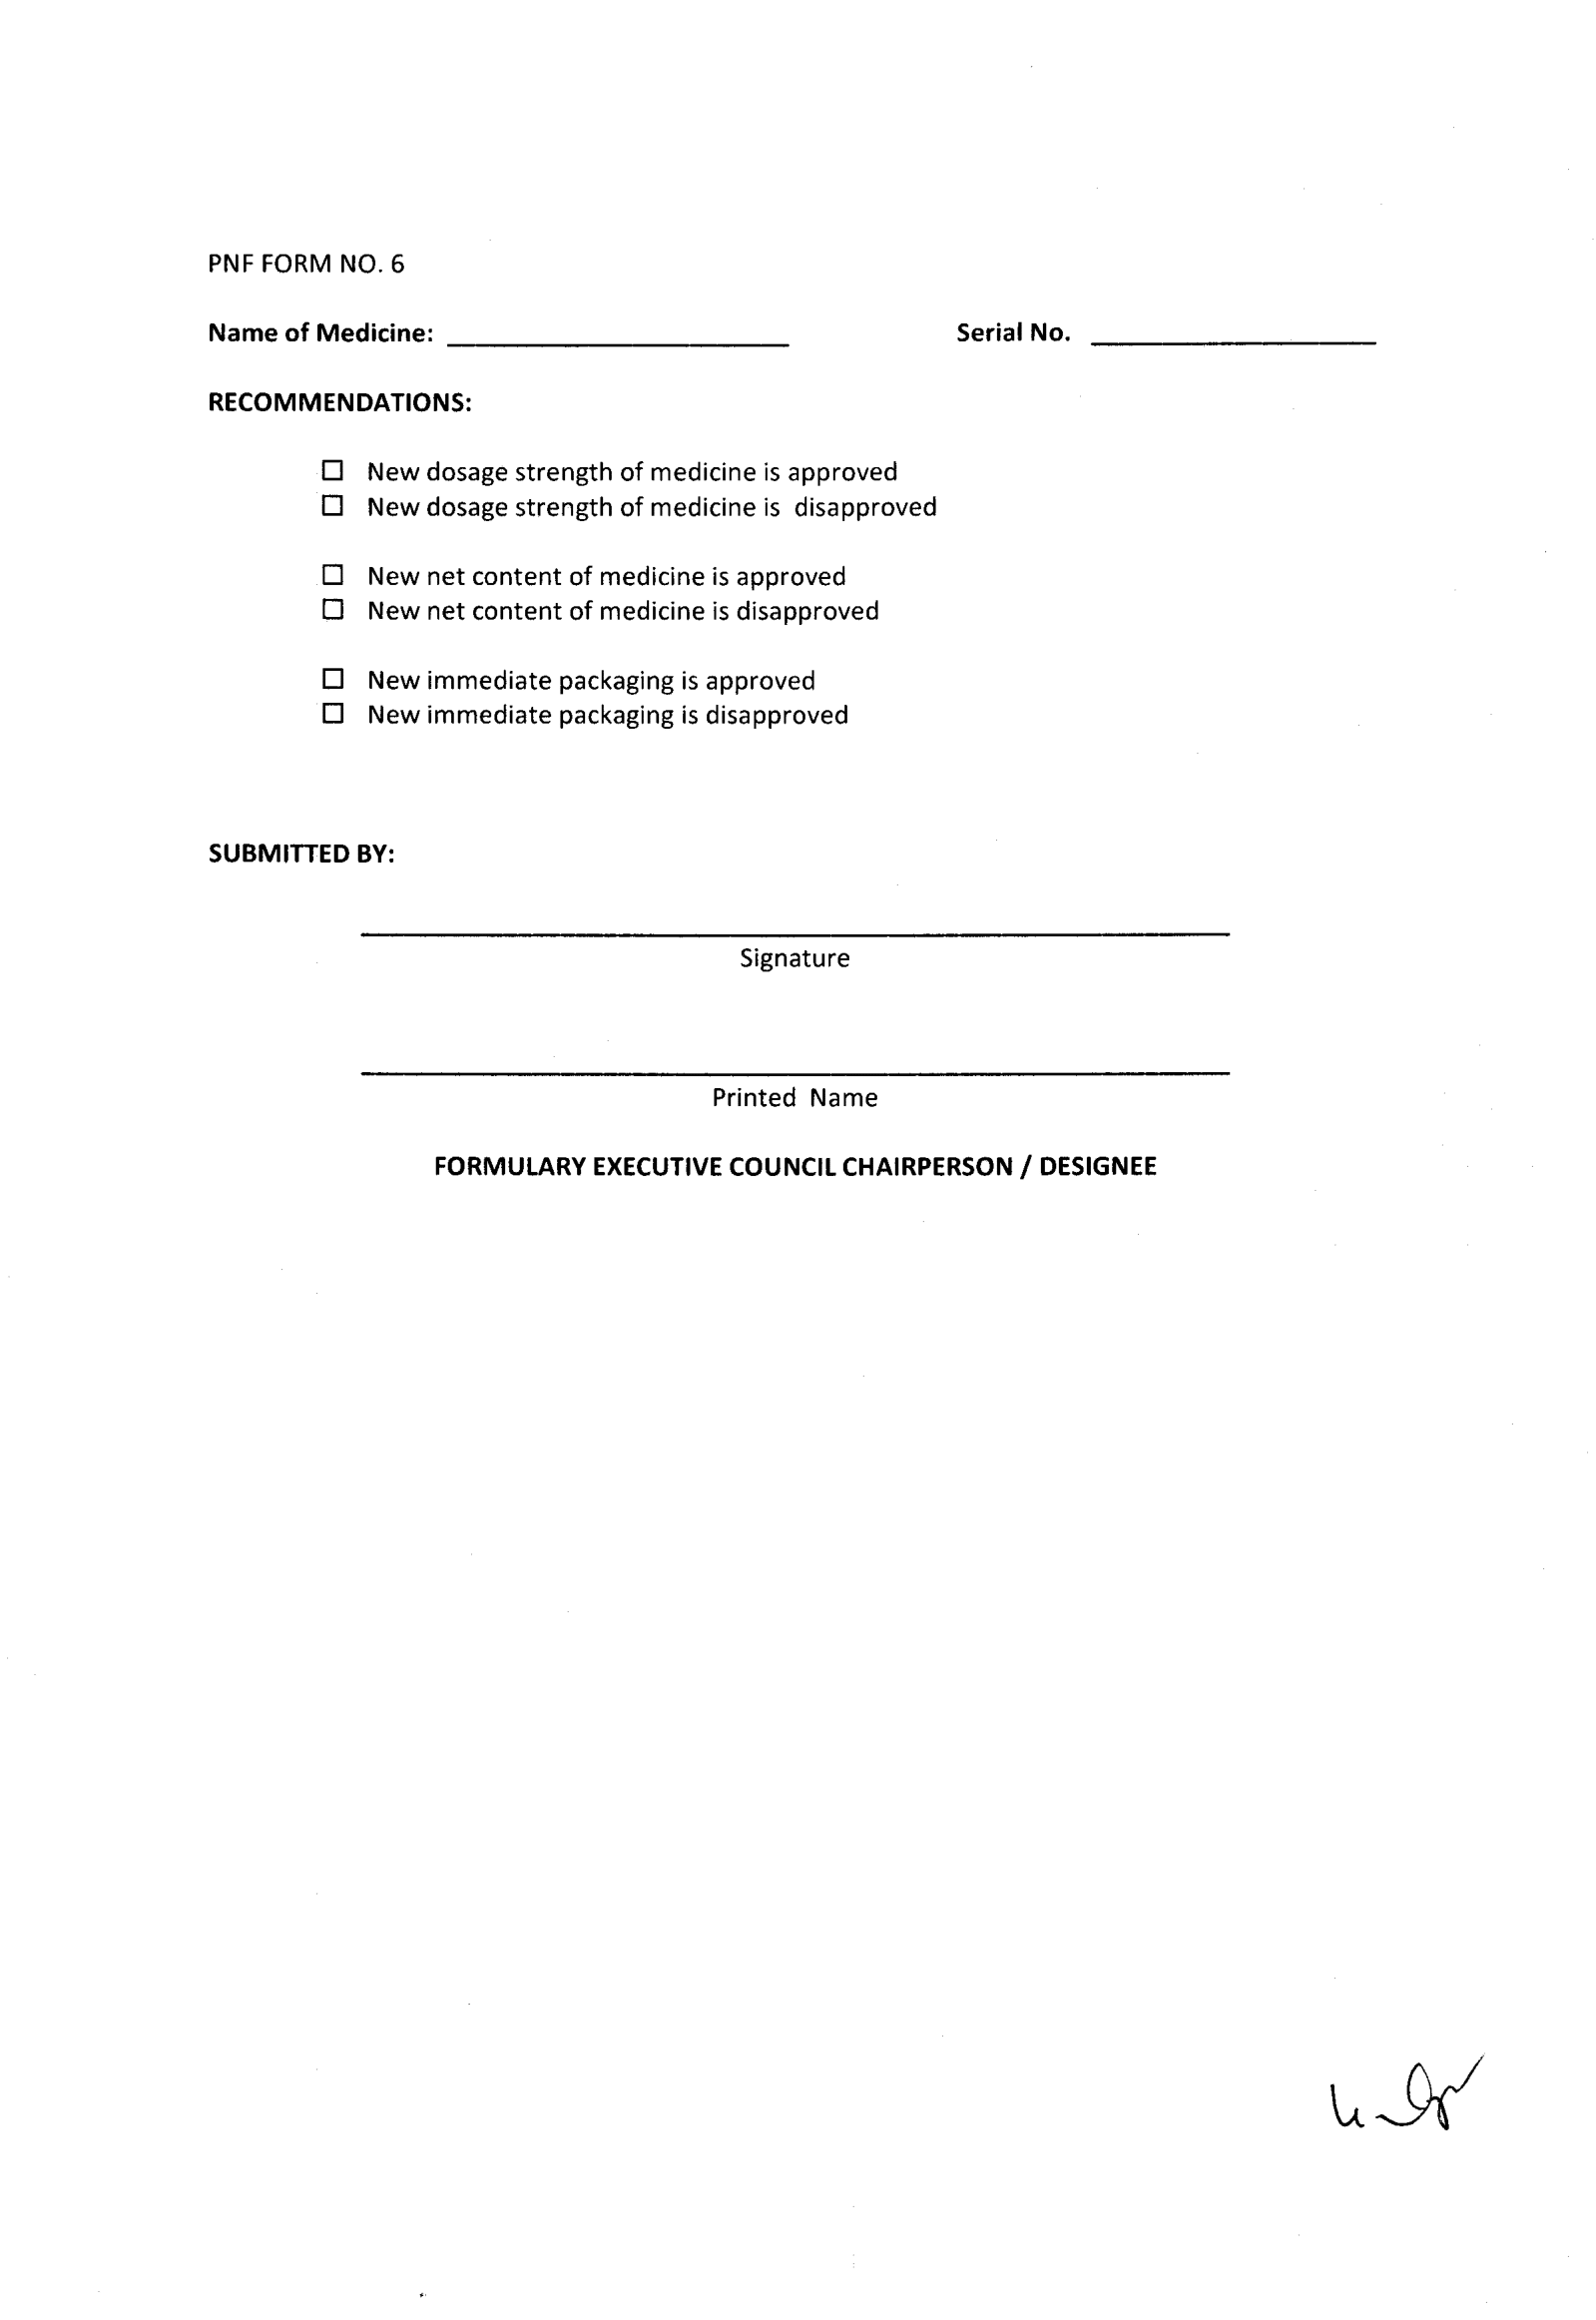 PNF FORM NO. 6
Name of Medicine: Serial No.
RECOMMENDATIONS:
☐ New dosage strength of medicine is approved
☐ New dosage strength of medicine is disapproved
☐ New net content of medicine is approved
☐ New net content of medicine is disapproved
☐ New immediate packaging is approved
☐ New immediate packaging is disapproved
SUBMITTED BY:
Signature
Printed Name
FORMULARY EXECUTIVE COUNCIL CHAIRPERSON / DESIGNEE